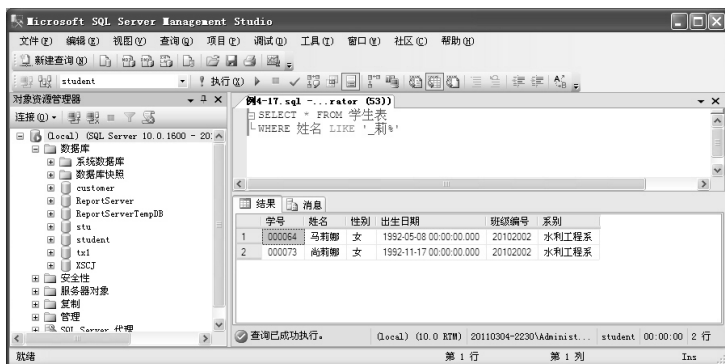 Microsoft SQL Server Management Studio
文件(F) 编辑(E) 视图(V) 查询(Q) 项目(P) 调试(D) 工具(T) 窗口(W) 社区(C) 帮助(H)
新建查询(N)
student 执行(X)
对象资源管理器
例4-17.sql -...rator (53))
连接(O)
SELECT * FROM 学生表
WHERE 姓名 LIKE '_莉%'
(local) (SQL Server 10.0.1600 - 20:
数据库
系统数据库
数据库快照
customer
ReportServer
ReportServerTempDB
stu
student
tx1
XSCJ
安全性
服务器对象
复制
管理
SQL Server 代理
结果 消息
学号 姓名 性别 出生日期 班级编号 系别
1 000064 马莉娜 女 1992-05-08 00:00:00.000 20102002 水利工程系
2 000073 尚莉娜 女 1992-11-17 00:00:00.000 20102002 水利工程系
查询已成功执行。 (local) (10.0 RTM) 20110304-2230\Administ... student 00:00:00 2 行
就绪 第 1 行 第 1 列 Ins